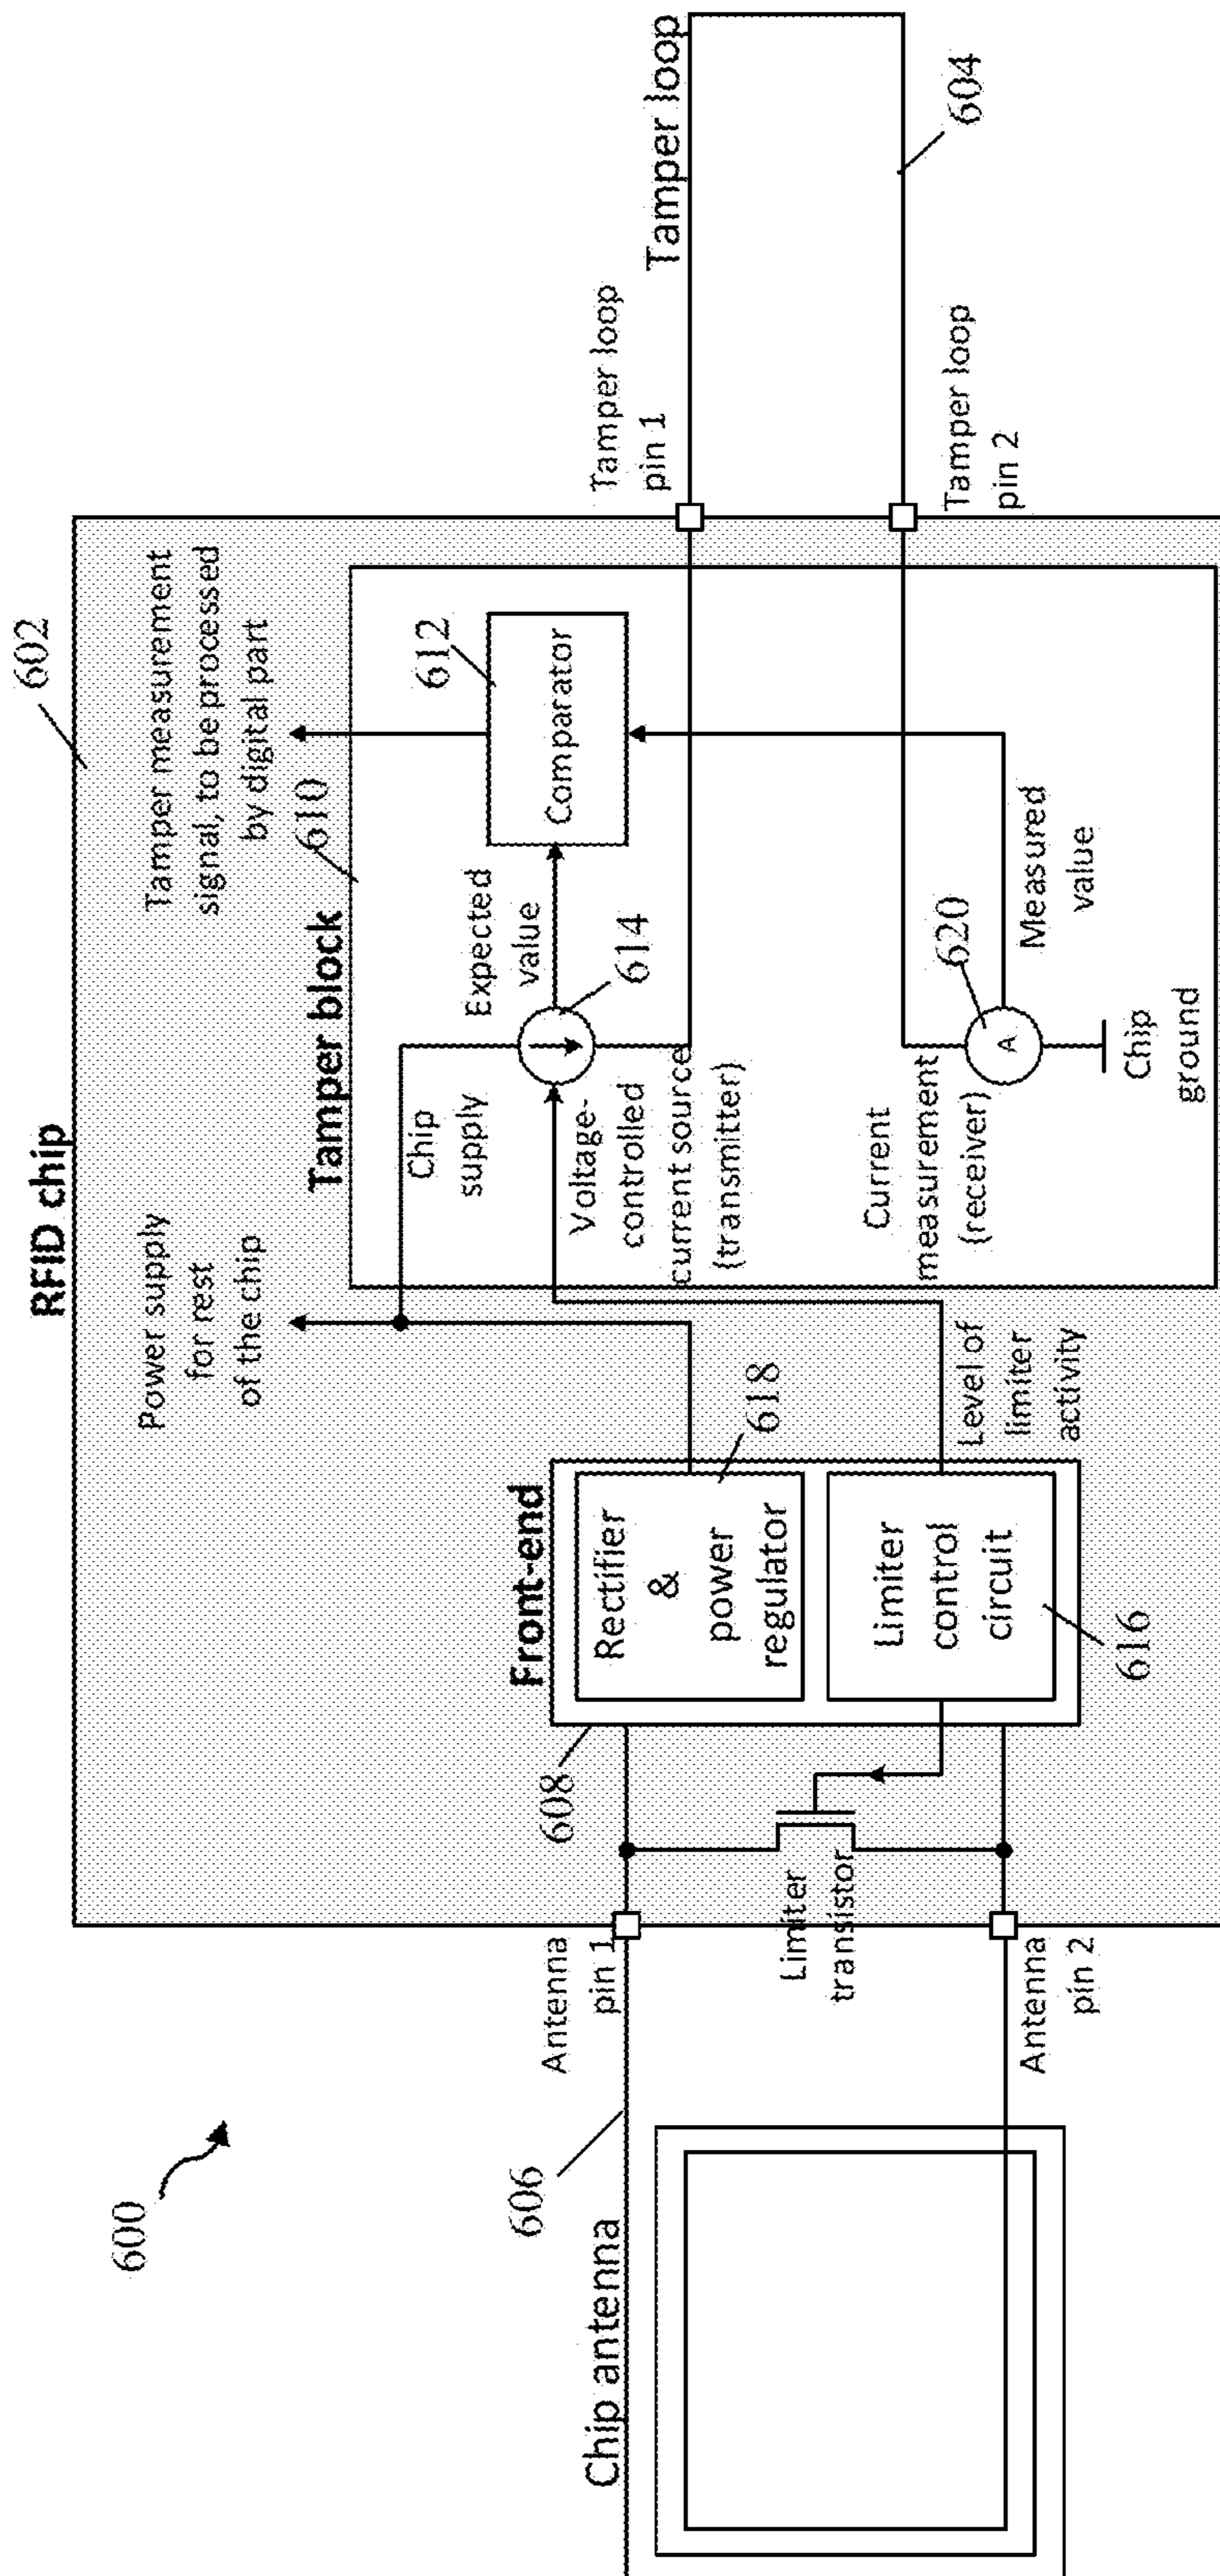 600
Chip antenna
606
Antenna
pin 1
Antenna
pin 2
RFID chip
602
Limiter
transistor
608
Front-end
Rectifier
&
power
regulator
618
Limiter
control
circuit
616
Level of
limiter
activity
Power supply
for rest
of the chip
Tamper block
610
Chip
supply
Voltage-
controlled
current source
(transmitter)
614
Expected
value
Comparator
612
Tamper measurement
signal, to be processed
by digital part
Current
measurement
(receiver)
A
620
Measured
value
Chip
ground
Tamper loop
pin 1
Tamper loop
pin 2
Tamper loop
604